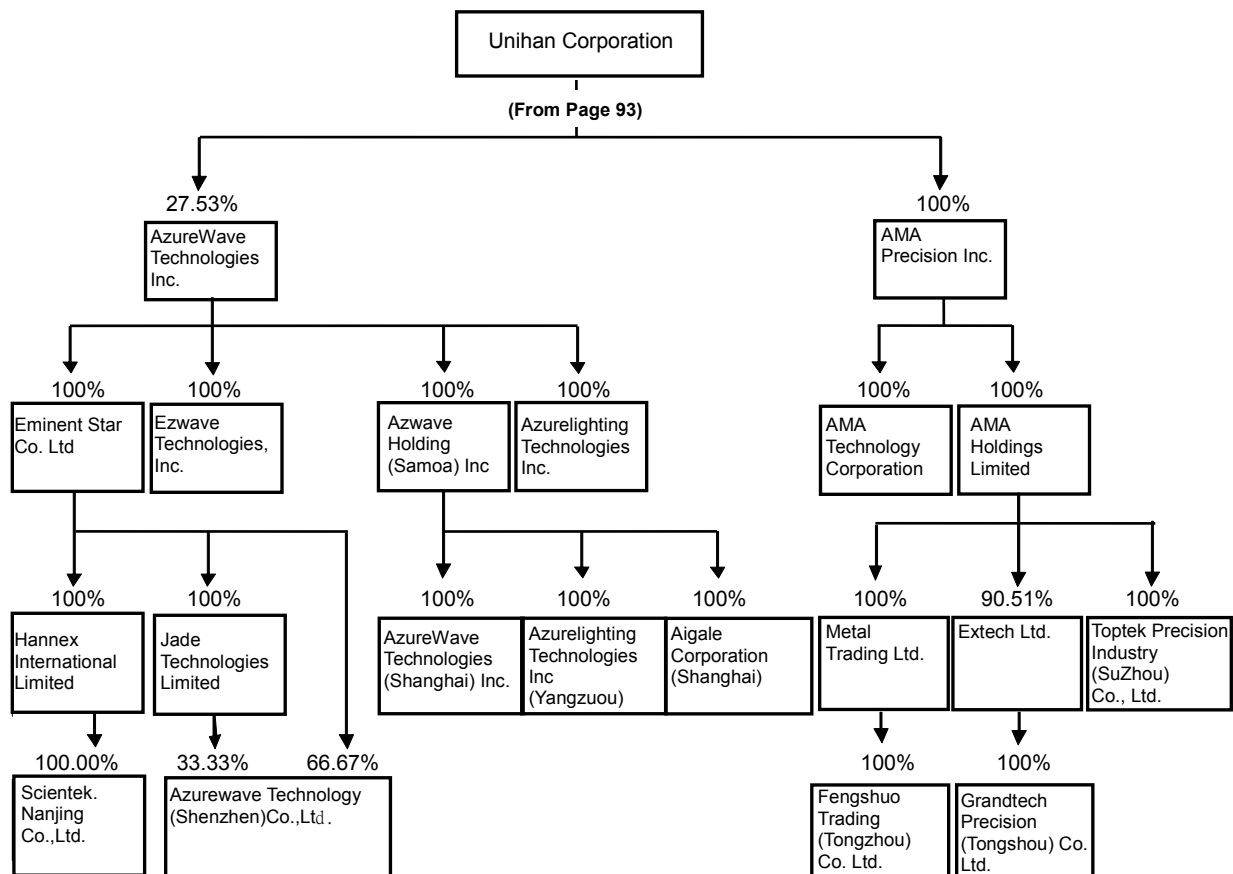 Unihan Corporation
(From Page 93)
27.53%
100%
AzureWave
Technologies
Inc.
AMA
Precision Inc.
100%
100%
100%
100%
100%
100%
Eminent Star
Co. Ltd
Ezwave
Technologies,
Inc.
Azwave
Holding
(Samoa) Inc
Azurelighting
Technologies
Inc.
AMA
Technology
Corporation
AMA
Holdings
Limited
100%
100%
100%
100%
100%
100%
90.51%
100%
Hannex
International
Limited
Jade
Technologies
Limited
AzureWave
Technologies
(Shanghai) Inc.
Azurelighting
Technologies
Inc
(Yangzuou)
Aigale
Corporation
(Shanghai)
Metal
Trading Ltd.
Extech Ltd.
Toptek Precision
Industry
(SuZhou)
Co., Ltd.
100.00%
33.33%
66.67%
100%
100%
Scientek.
Nanjing
Co.,Ltd.
Azurewave Technology
(Shenzhen)Co.,Ltd.
Fengshuo
Trading
(Tongzhou)
Co. Ltd.
Grandtech
Precision
(Tongshou) Co.
Ltd.